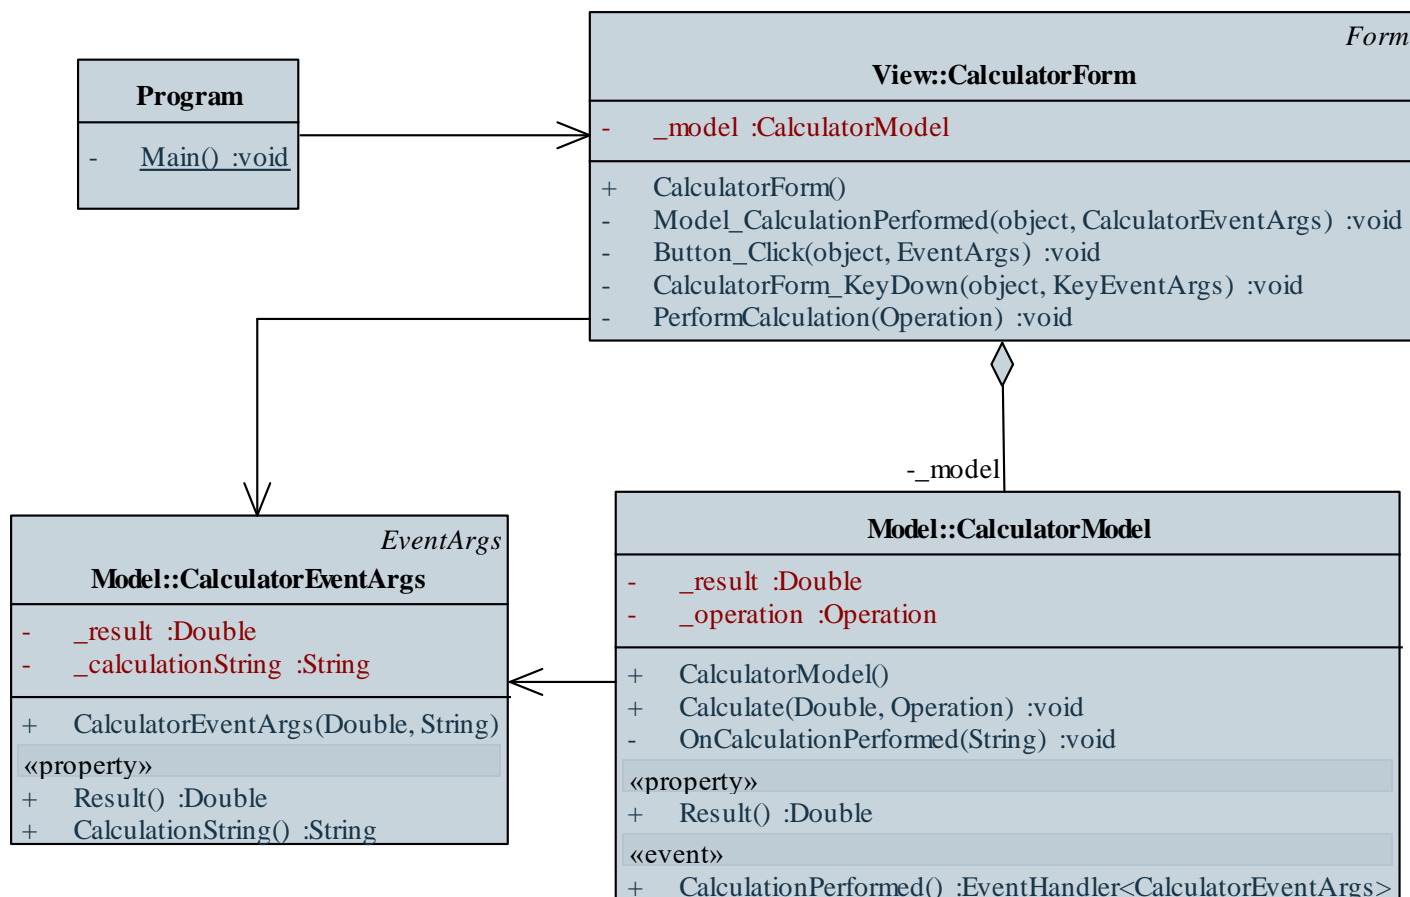 Program
- Main() :void
Form
View::CalculatorForm
- _model :CalculatorModel
+ CalculatorForm()
- Model_CalculationPerformed(object, CalculatorEventArgs) :void
- Button_Click(object, EventArgs) :void
- CalculatorForm_KeyDown(object, KeyEventArgs) :void
- PerformCalculation(Operation) :void
-_model
EventArgs
Model::CalculatorEventArgs
- _result :Double
- _calculationString :String
+ CalculatorEventArgs(Double, String)
«property»
+ Result() :Double
+ CalculationString() :String
Model::CalculatorModel
- _result :Double
- _operation :Operation
+ CalculatorModel()
+ Calculate(Double, Operation) :void
- OnCalculationPerformed(String) :void
«property»
+ Result() :Double
«event»
+ CalculationPerformed() :EventHandler<CalculatorEventArgs>